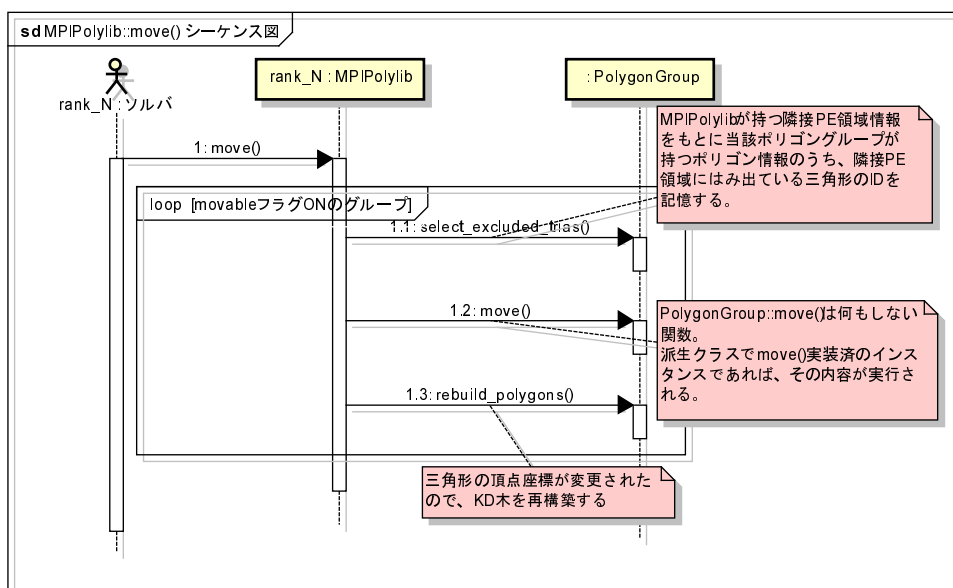 sd MPIPolylib::move() シーケンス図
rank_N : ソルバ
rank_N : MPIPolylib
: PolygonGroup
MPIPolylibが持つ隣接PE領域情報
をもとに当該ポリゴングループが
持つポリゴン情報のうち、隣接PE
領域にはみ出ている三角形のIDを
記憶する。
1: move()
loop [movableフラグONのグループ]
1.1: select_excluded_trias()
1.2: move()
PolygonGroup::move()は何もしない
関数。
派生クラスでmove()実装済のインス
タンスであれば、その内容が実行さ
れる。
1.3: rebuild_polygons()
三角形の頂点座標が変更された
ので、KD木を再構築する